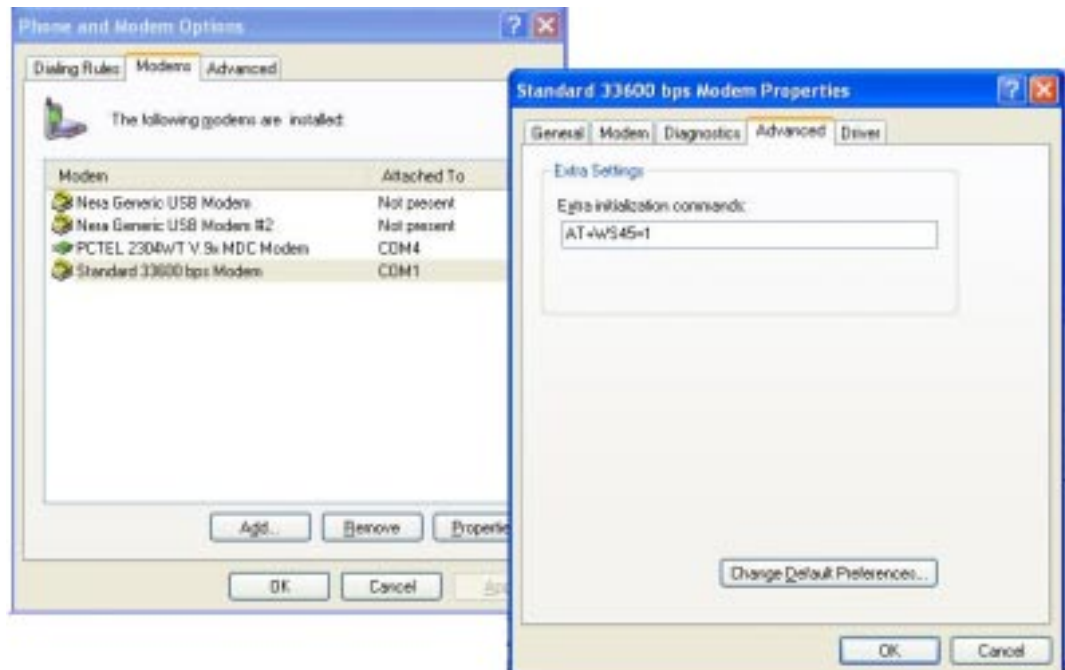 Phone and Modem Options
Dialing Rules Modems Advanced
The following modems are installed:
Modem Attached To
Nera Generic USB Modem Not present
Nera Generic USB Modem #2 Not present
PCTEL 2304WT V.9x MDC Modem COM4
Standard 33600 bps Modem COM1
Add... Remove Propertie
OK Cancel
Standard 33600 bps Modem Properties
General Modem Diagnostics Advanced Driver
Extra Settings
Extra initialization commands:
AT+WS45=1
Change Default Preferences...
OK Cancel